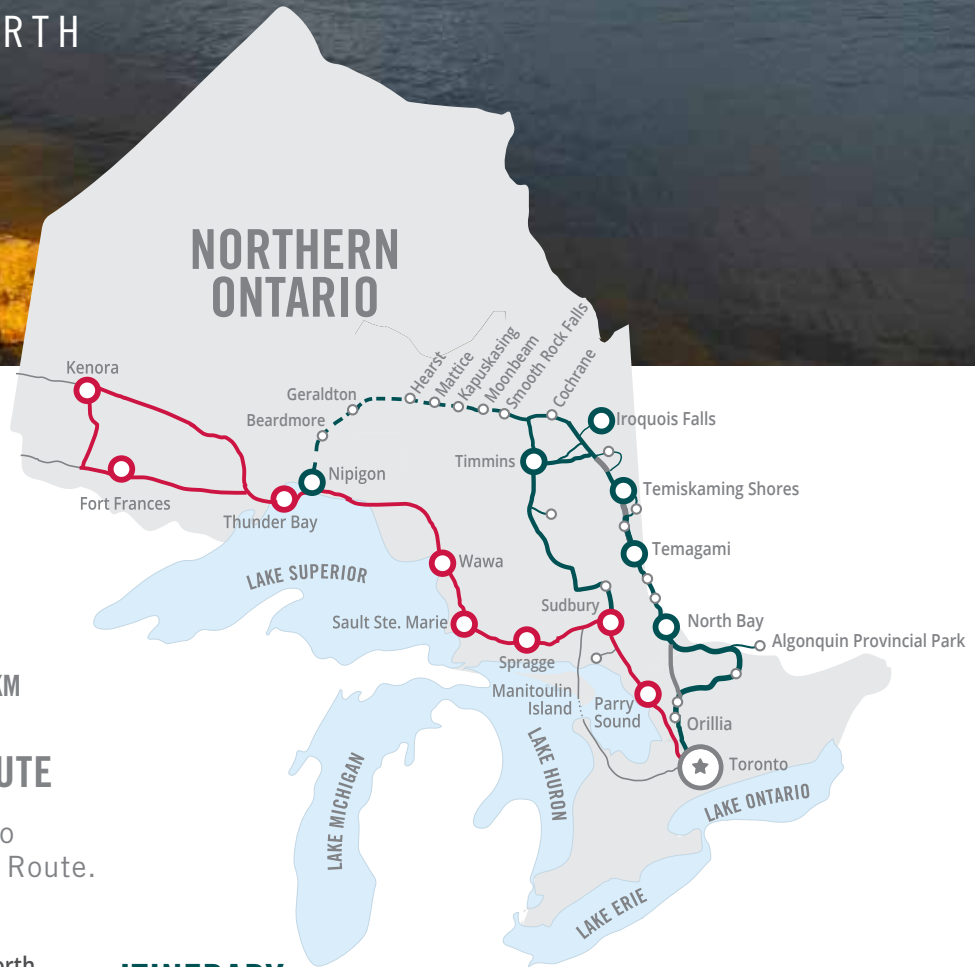 RTH
NORTHERN
ONTARIO
Kenora
Geraldton
Beardmore
Hearst
Mattice
Kapuskasing
Moonbeam
Smooth Rock Falls
Cochrane
Iroquois Falls
Timmins
Nipigon
Temiskaming Shores
Fort Frances
Thunder Bay
Temagami
Wawa
LAKE SUPERIOR
Sudbury
Sault Ste. Marie
North Bay
Algonquin Provincial Park
Spragge
KM
Manitoulin
Island
Parry
Sound
Orillia
UTE
Toronto
LAKE MICHIGAN
LAKE HURON
LAKE ONTARIO
o
Route.
LAKE ERIE
orth
ITINERARY